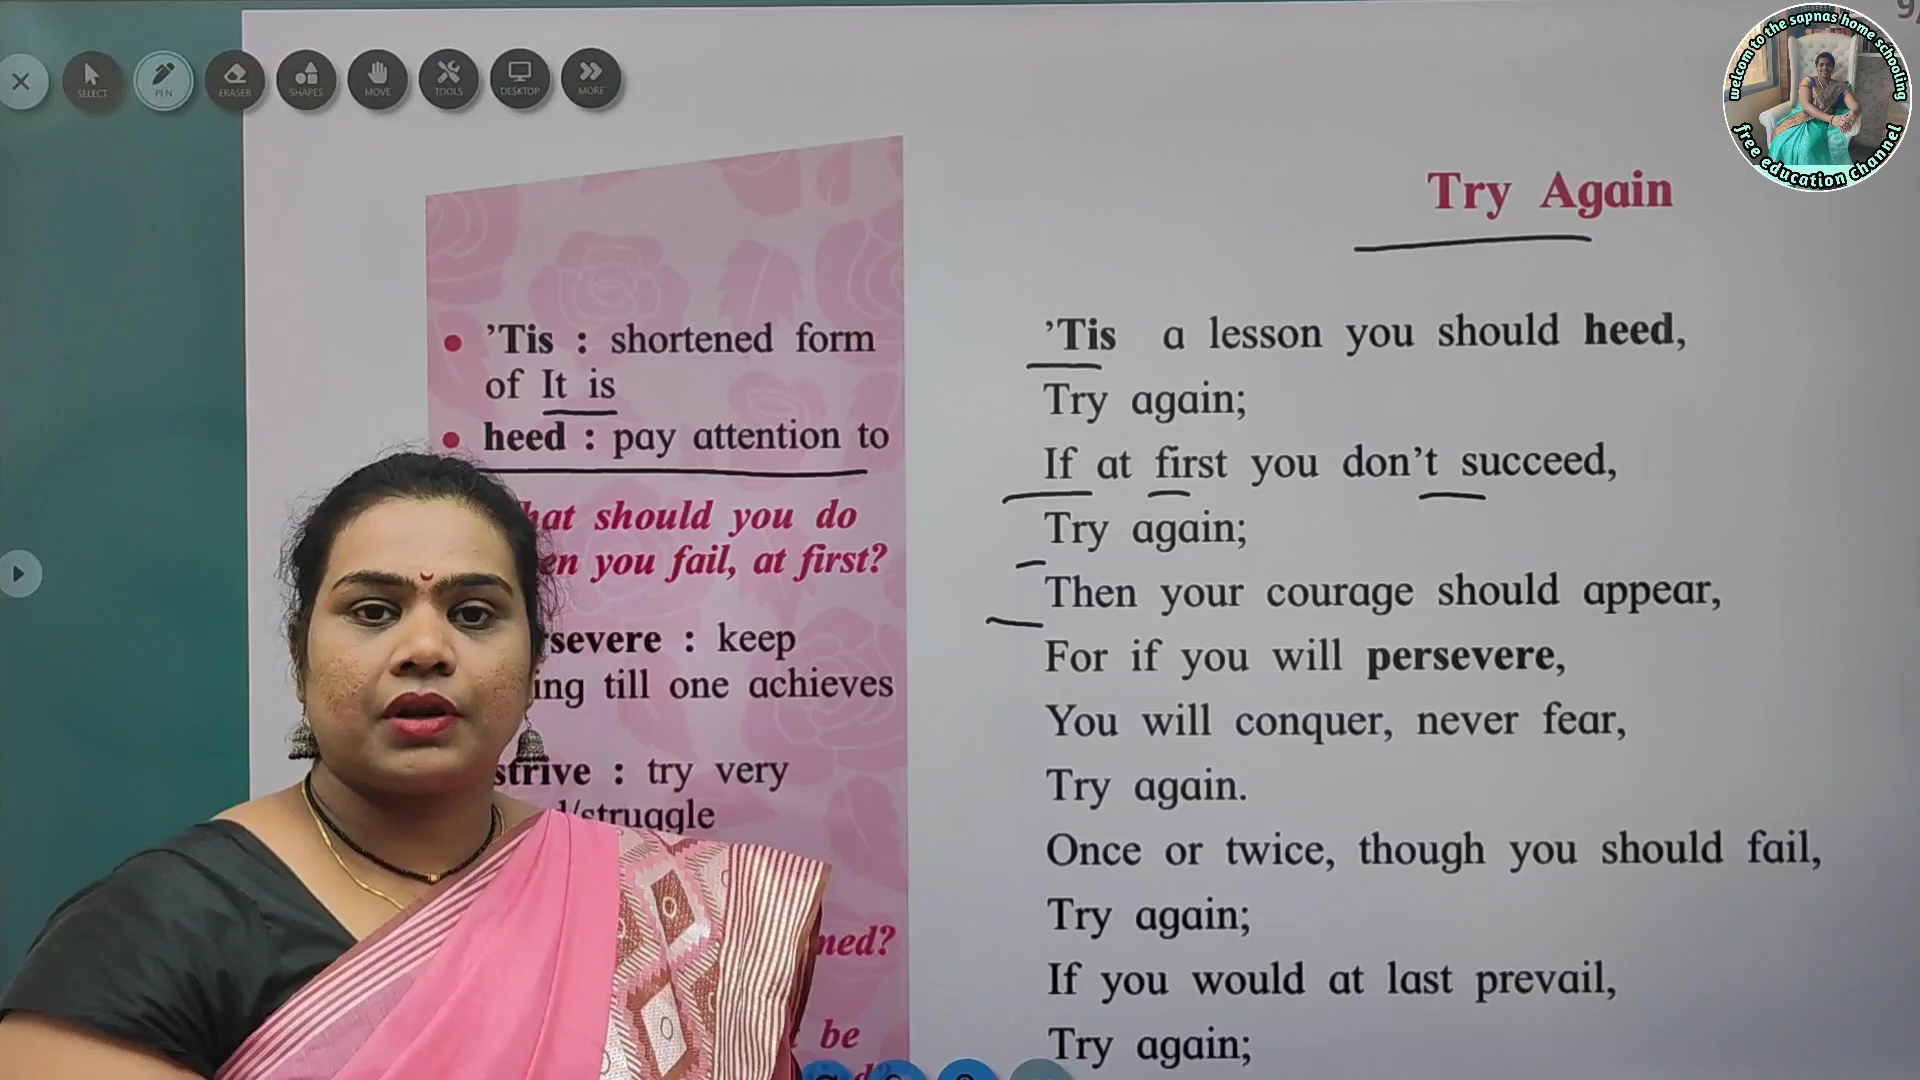 SELECT
PEN
ERASER
SHAPES
MOVE
TOOLS
DESKTOP
MORE
welcom to the sapnas home schooling
free education channel
Try Again
’Tis : shortened form
of It is
heed : pay attention to
should you do
you fail, at first?
: keep
till one achieves
strive : try very
/struggle
be
’Tis a lesson you should heed,
Try again;
If at first you don’t succeed,
Try again;
Then your courage should appear,
For if you will persevere,
You will conquer, never fear,
Try again.
Once or twice, though you should fail,
Try again;
If you would at last prevail,
Try again;